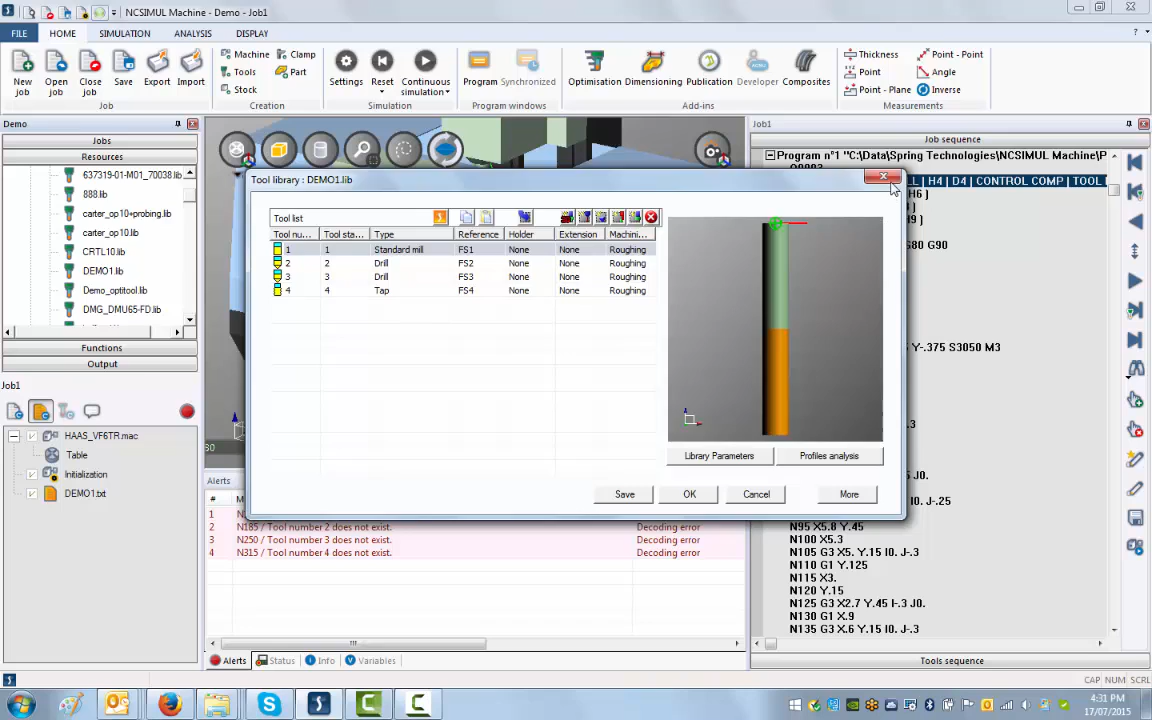 NCSIMUL Machine - Demo - Job1
FILE HOME SIMULATION ANALYSIS DISPLAY
New job
Open job
Close job
Save
Export
Import
Job
Machine
Clamp
Tools
Part
Stock
Creation
Settings
Reset
Continuous simulation
Simulation
Program
Synchronized
Program windows
Optimisation
Dimensioning
Publication
Developer
Composites
Add-ins
Thickness
Point - Point
Point
Angle
Point - Plane
Inverse
Measurements
Demo
Jobs
Resources
637319-01-M01_70038.lib
888.lib
carter_op10+probing.lib
carter_op10.lib
CRTL10.lib
DEMO1.lib
Demo_optitool.lib
DMG_DMU65-FD.lib
Functions
Output
Job1
HAAS_VF6TR.mac
Table
Initialization
DEMO1.txt
Tool library : DEMO1.lib
Tool list
Tool nu... Tool sta... Type Reference Holder Extension Machini...
1 1 Standard mill FS1 None None Roughing
2 2 Drill FS2 None None Roughing
3 3 Drill FS3 None None Roughing
4 4 Tap FS4 None None Roughing
Library Parameters
Profiles analysis
Save
OK
Cancel
More
Alerts
#
1
2 N185 / Tool number 2 does not exist. Decoding error
3 N250 / Tool number 3 does not exist. Decoding error
4 N315 / Tool number 4 does not exist. Decoding error
Alerts Status Info Variables
Job1
Job sequence
Program n°1 "C:\Data\Spring Technologies\NCSIMUL Machine\P
L | H4 | D4 | CONTROL COMP | TOOL
H6 ]
G80 G90
Y-.375 S3050 M3
J0.
J-.25
N95 X5.8 Y.45
N100 X5.3
N105 G3 X5. Y.15 I0. J-.3
N110 G1 Y.125
N115 X3.
N120 Y.15
N125 G3 X2.7 Y.45 I-.3 J0.
N130 G1 X.9
N135 G3 X.6 Y.15 I0. J-.3
Tools sequence
CAP NUM SCRL
4:31 PM
17/07/2015